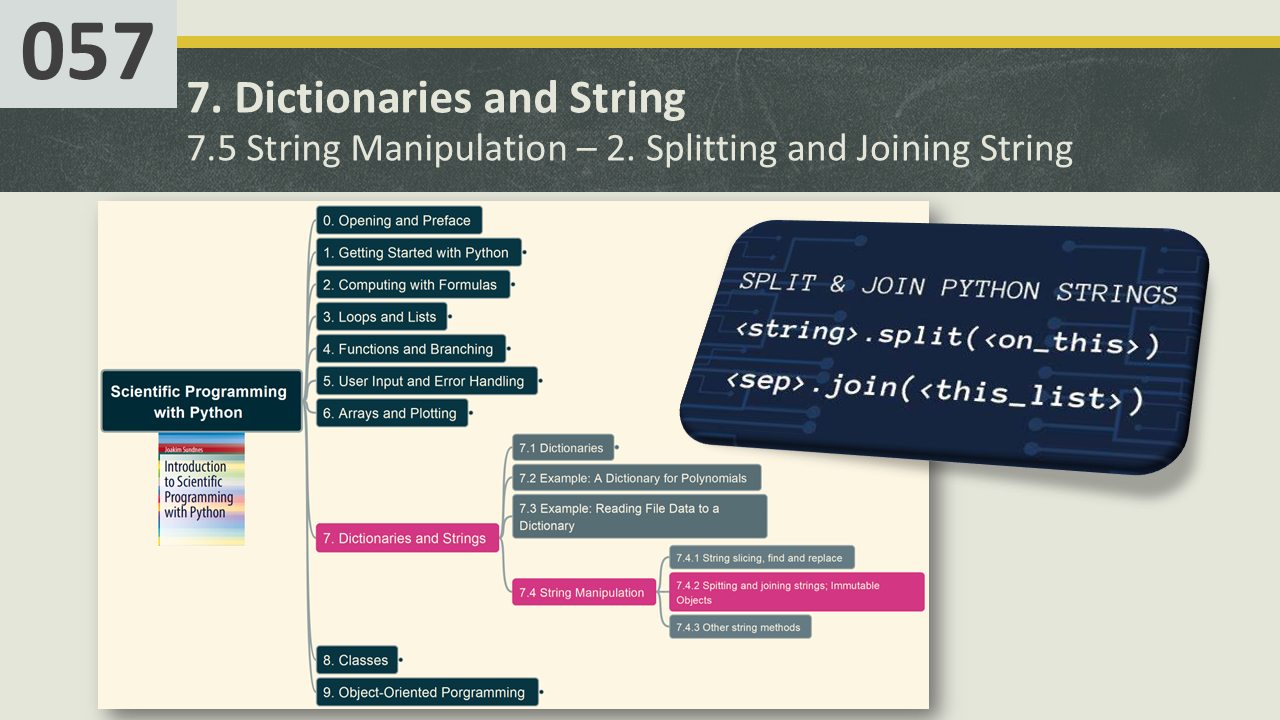 057
7. Dictionaries and String
7.5 String Manipulation – 2. Splitting and Joining String
0. Opening and Preface
1. Getting Started with Python
2. Computing with Formulas
3. Loops and Lists
4. Functions and Branching
5. User Input and Error Handling
6. Arrays and Plotting
Scientific Programming
with Python
Joakim Sundnes
Introduction
to Scientific
Programming
with Python
7. Dictionaries and Strings
7.1 Dictionaries
7.2 Example: A Dictionary for Polynomials
7.3 Example: Reading File Data to a
Dictionary
7.4 String Manipulation
7.4.1 String slicing, find and replace
7.4.2 Spitting and joining strings; Immutable
Objects
7.4.3 Other string methods
8. Classes
9. Object-Oriented Porgramming
SPLIT & JOIN PYTHON STRINGS
<string>.split(<on_this>)
<sep>.join(<this_list>)